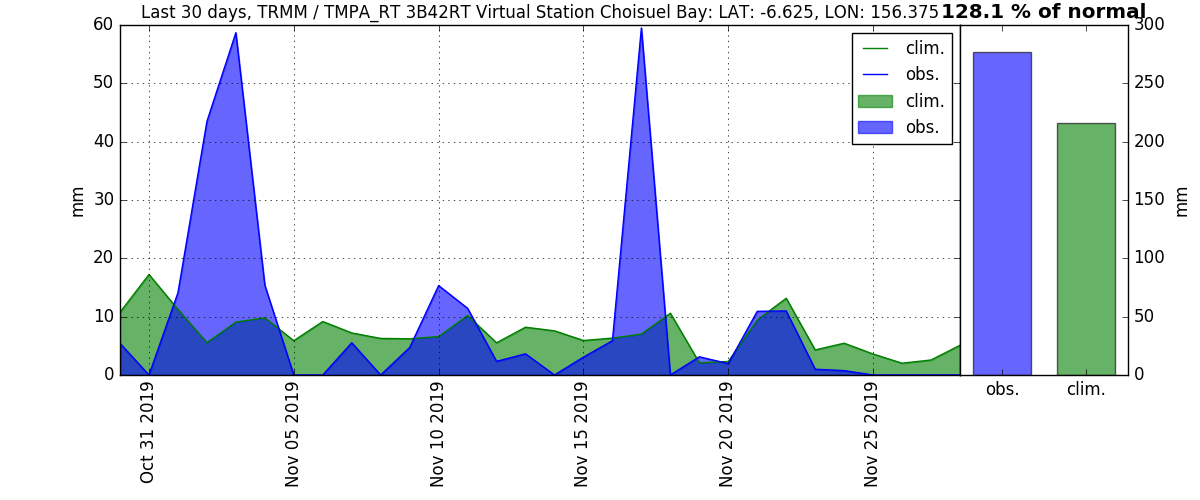 Last 30 days, TRMM / TMPA_RT 3B42RT Virtual Station Choisuel Bay: LAT: -6.625, LON: 156.375 128.1 % of normal
60
50
40
30
20
10
0
mm
clim.
obs.
clim.
obs.
Oct 31 2019
Nov 05 2019
Nov 10 2019
Nov 15 2019
Nov 20 2019
Nov 25 2019
300
250
200
150
100
50
0
mm
obs.
clim.